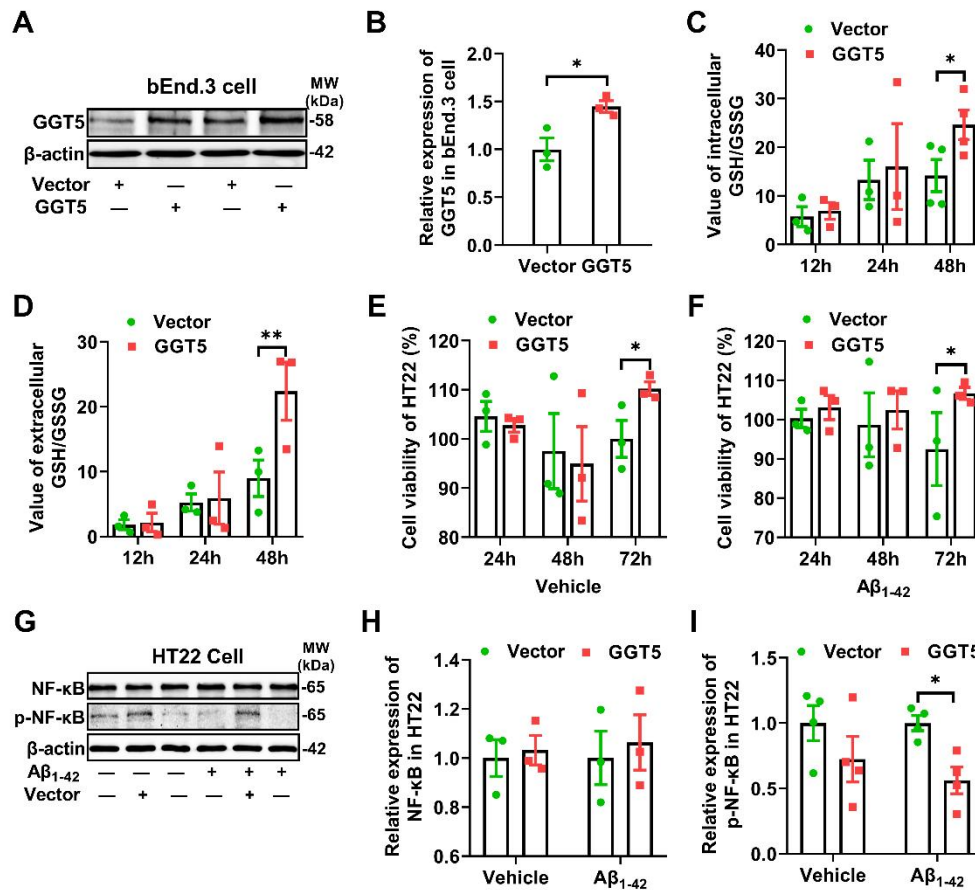 A
bEnd.3 cell
MW
(kDa)
GGT5
-58
β-actin
-42
Vector + — + —
GGT5 — + — +
B
Relative expression of
GGT5 in bEnd.3 cell
2.0
1.5
1.0
0.5
0.0
*
Vector GGT5
C
Vector
GGT5
Value of intracellular
GSH/GSSG
40
30
20
10
0
*
12h 24h 48h
D
Vector
GGT5
Value of extracellular
GSH/GSSG
30
20
10
0
**
12h 24h 48h
E
Vector
GGT5
Cell viability of HT22 (%)
120
110
100
90
80
*
24h 48h 72h
Vehicle
F
Vector
GGT5
Cell viability of HT22 (%)
120
110
100
90
80
70
*
24h 48h 72h
Aβ1-42
G
HT22 Cell
MW
(kDa)
NF-κB
-65
p-NF-κB
-65
β-actin
-42
Aβ1-42 — — — + + +
Vector — + — — + —
H
Vector GGT5
Relative expression of
NF-κB in HT22
1.4
1.2
1.0
0.8
0.6
Vehicle Aβ1-42
I
Vector GGT5
Relative expression of
p-NF-κB in HT22
1.5
1.0
0.5
0.0
*
Vehicle Aβ1-42